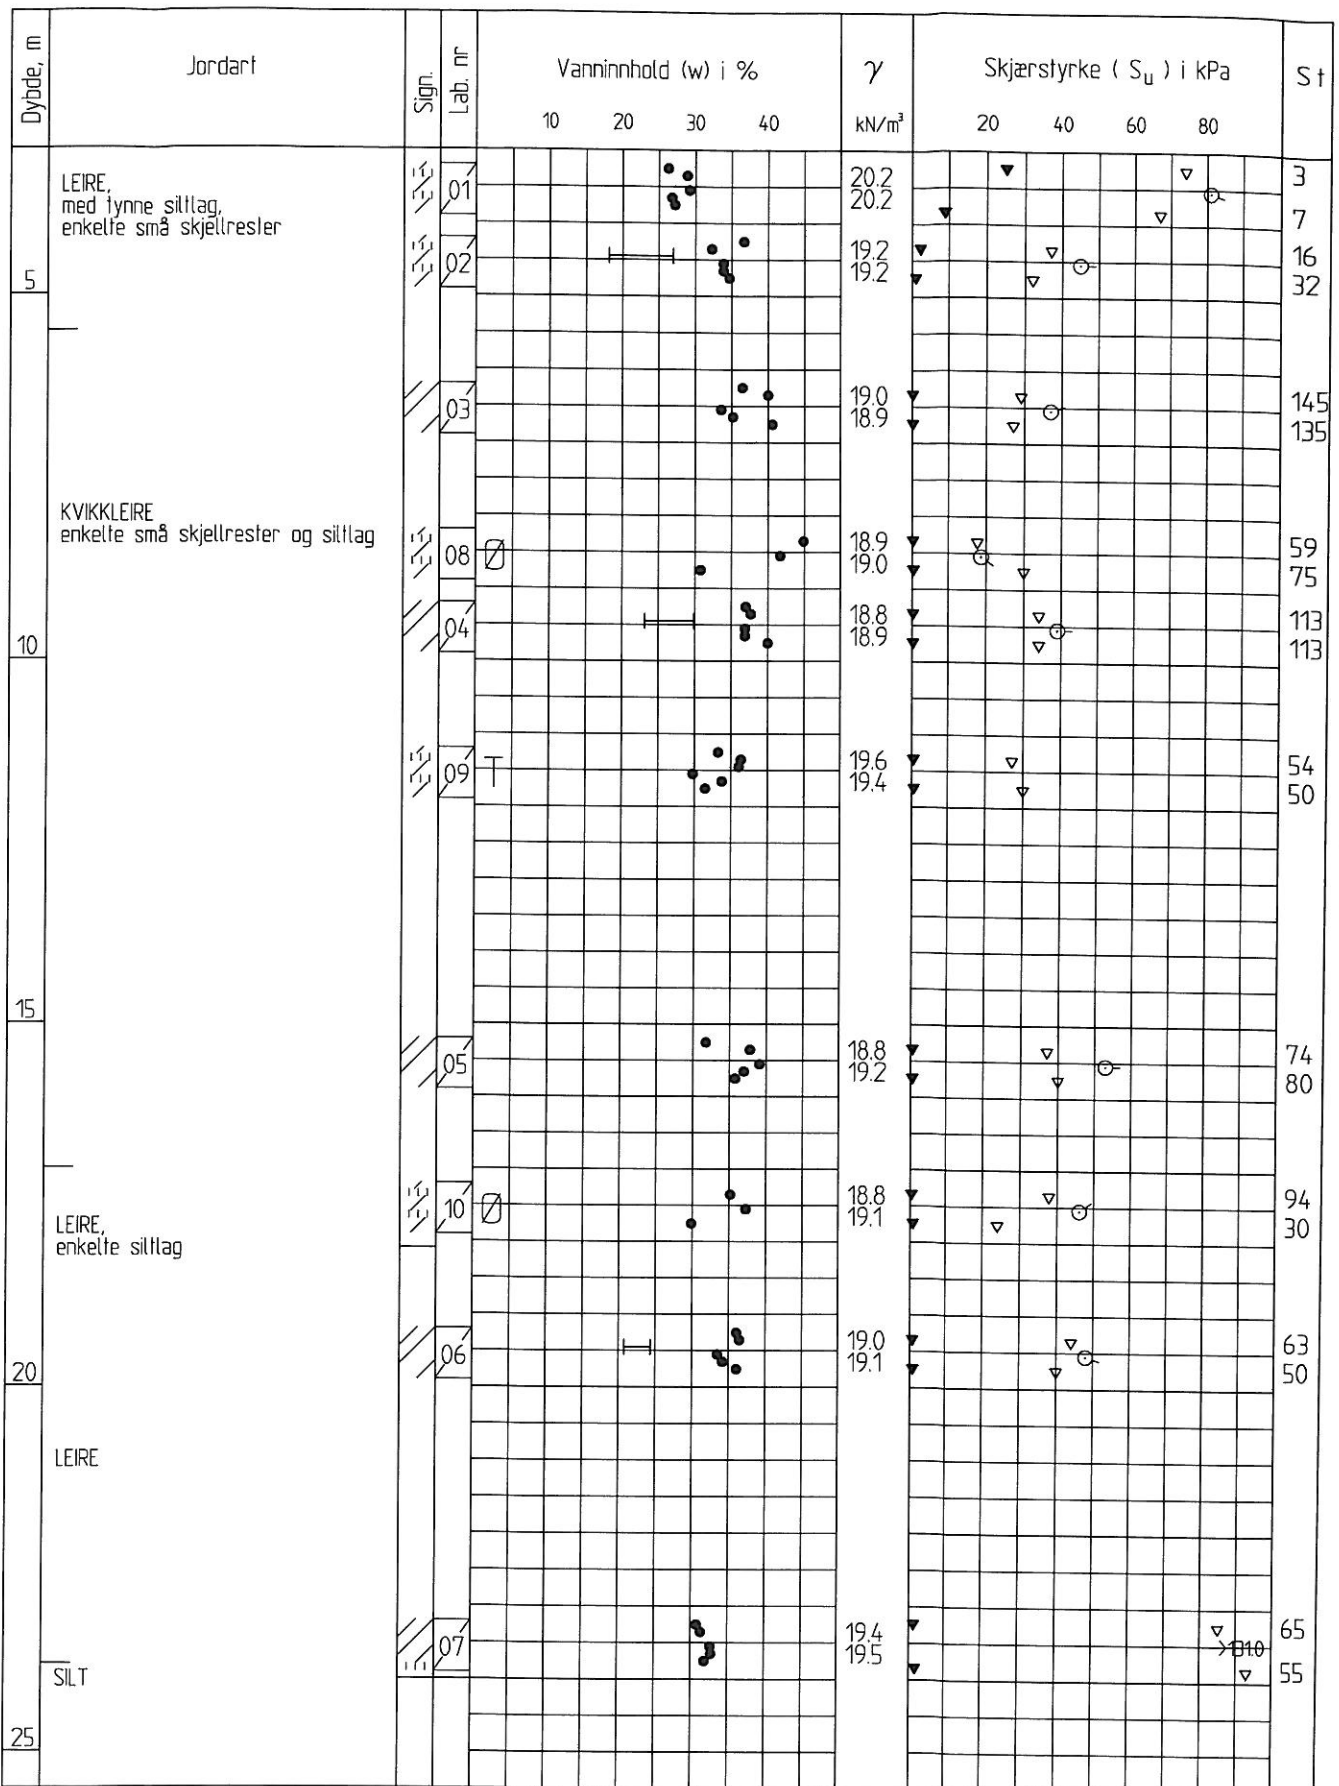 Dybde, m
Jordart
Sign.
Lab. nr
Vanninnhold (w) i %
γ
Skjærstyrke ( Su ) i kPa
St
10 20 30 40
kN/m³
20 40 60 80
LEIRE,
med tynne siltlag,
enkelte små skjellrester
01
20.2
20.2
3
7
02
19.2
19.2
16
32
5
03
19.0
18.9
145
135
KVIKKLEIRE
enkelte små skjellrester og siltlag
08
18.9
19.0
59
75
04
18.8
18.9
113
113
10
09
T
19.6
19.4
54
50
15
05
18.8
19.2
74
80
LEIRE,
enkelte siltlag
10
18.8
19.1
94
30
06
19.0
19.1
63
50
20
LEIRE
07
19.4
19.5
65
55
SILT
25